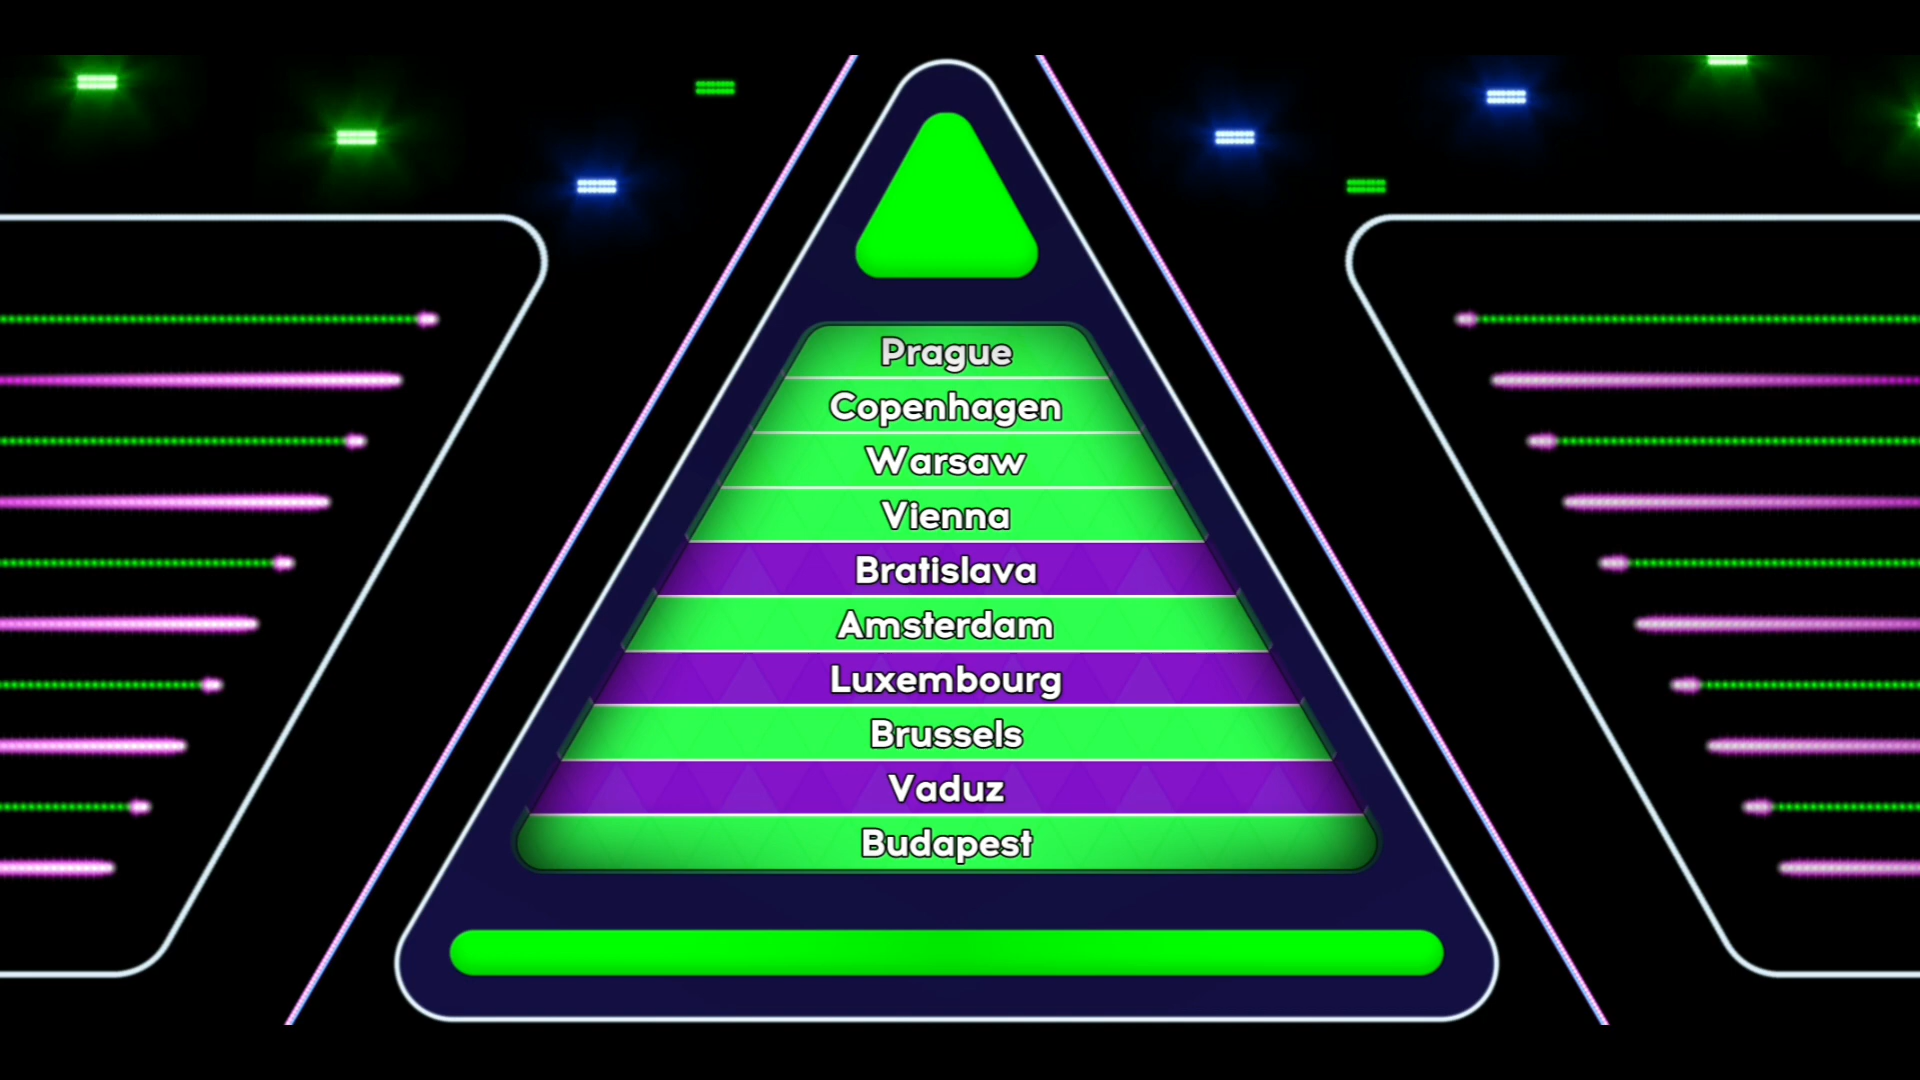 Prague
Copenhagen
Warsaw
Vienna
Bratislava
Amsterdam
Luxembourg
Brussels
Vaduz
Budapest